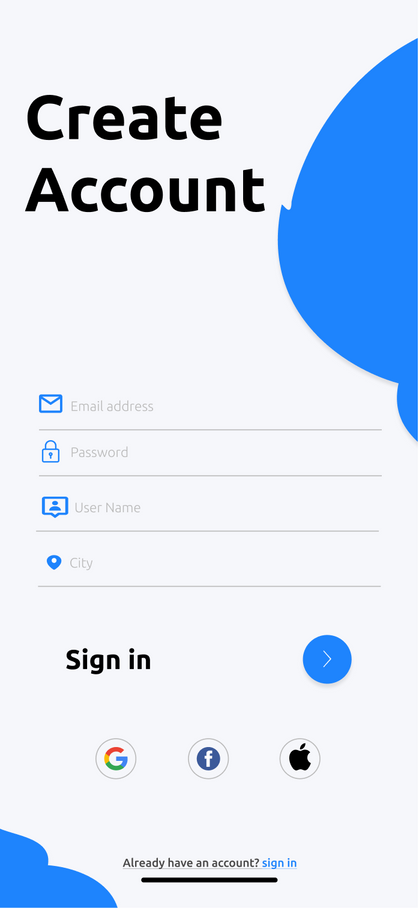 Create
Account
Email address
Password
User Name
City
Sign in
Already have an account? sign in